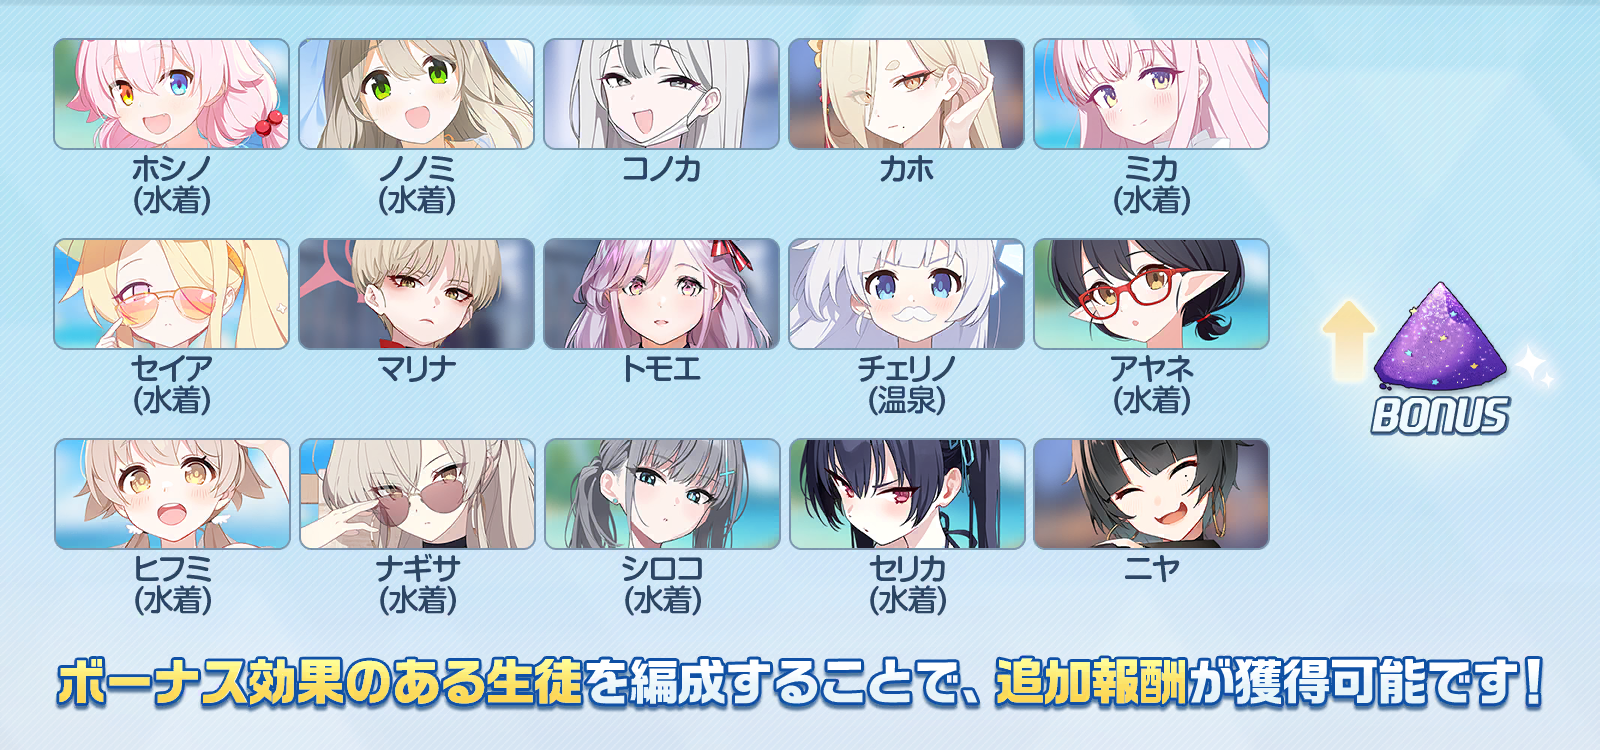 ホシノ
(水着)
ノノミ
(水着)
コノカ
カホ
ミカ
(水着)
セイア
(水着)
マリナ
トモエ
チェリノ
(温泉)
アヤネ
(水着)
BONUS
ヒフミ
(水着)
ナギサ
(水着)
シロコ
(水着)
セリカ
(水着)
ニヤ
ボーナス効果のある生徒を編成することで、追加報酬が獲得可能です!